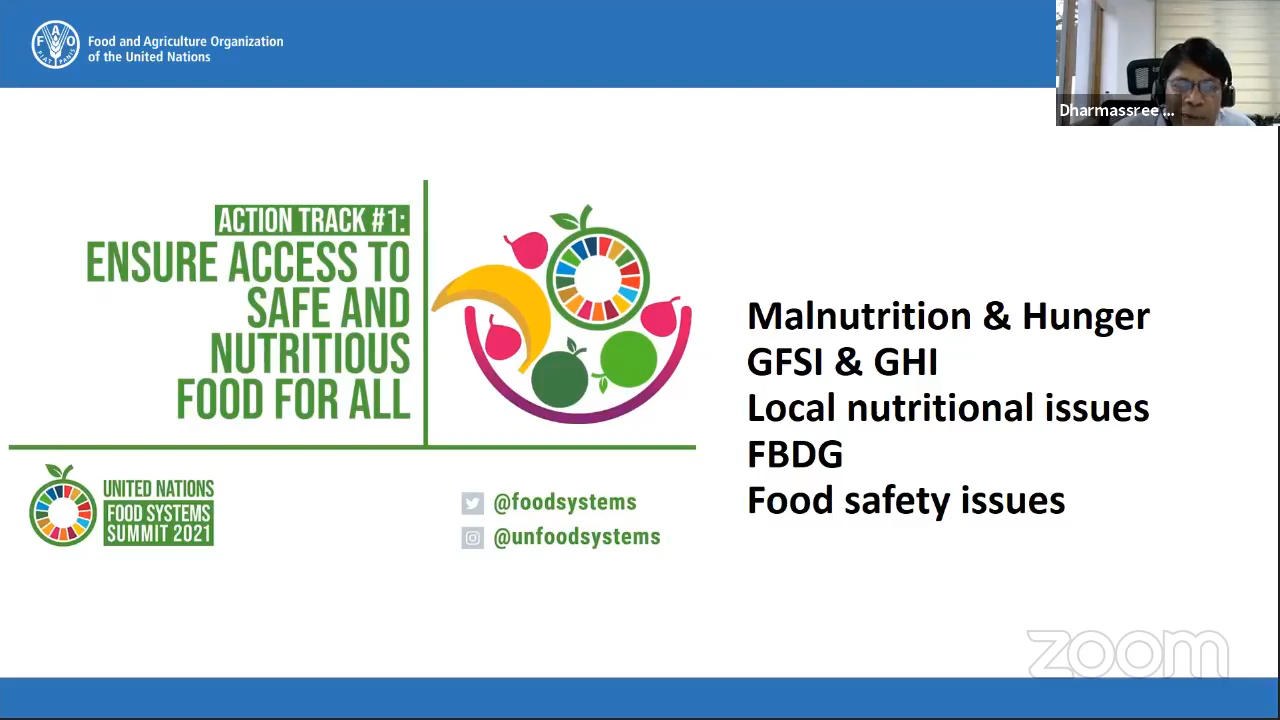 Food and Agriculture Organization
of the United Nations
Dharmassree ...
ACTION TRACK #1:
ENSURE ACCESS TO
SAFE AND
NUTRITIOUS
FOOD FOR ALL
Malnutrition & Hunger
GFSI & GHI
Local nutritional issues
FBDG
Food safety issues
UNITED NATIONS
FOOD SYSTEMS
SUMMIT 2021
@foodsystems
@unfoodsystems
zoom